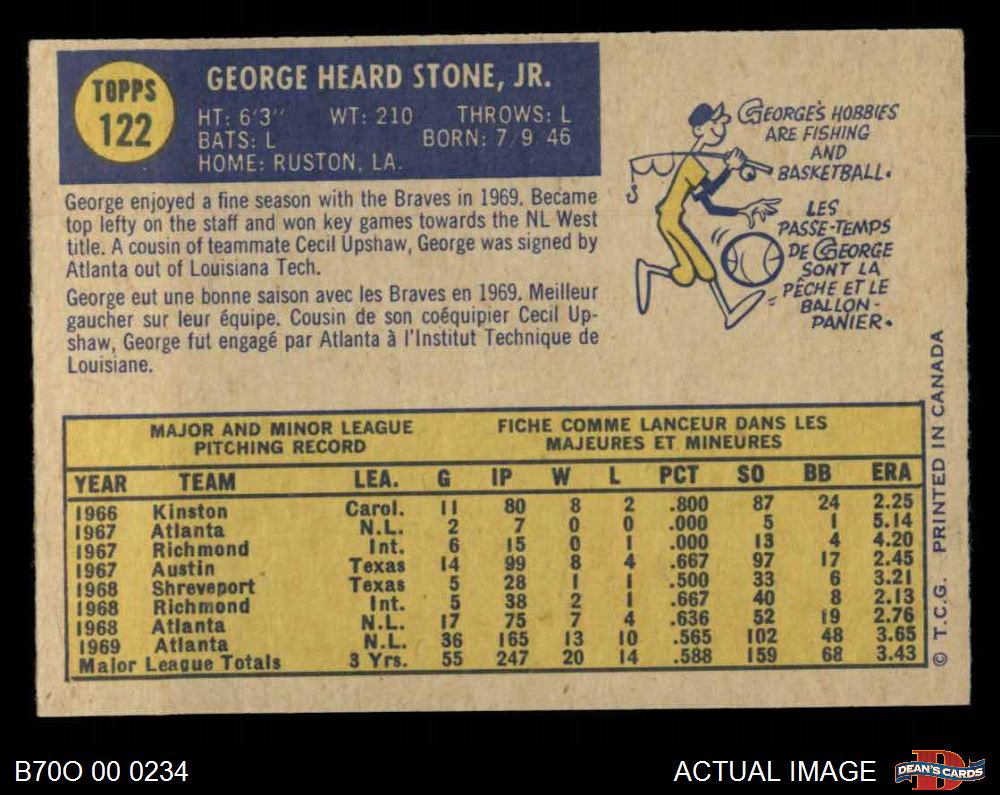 TOPPS
122
GEORGE HEARD STONE, JR.
HT: 6'3" WT: 210 THROWS: L
BATS: L BORN: 7 9 46
HOME: RUSTON, LA.
George enjoyed a fine season with the Braves in 1969. Became
top lefty on the staff and won key games towards the NL West
title. A cousin of teammate Cecil Upshaw, George was signed by
Atlanta out of Louisiana Tech.
George eut une bonne saison avec les Braves en 1969. Meilleur
gaucher sur leur équipe. Cousin de son coéquipier Cecil Up-
shaw, George fut engagé par Atlanta à l'Institut Technique de
Louisiane.
GEORGE'S HOBBIES
ARE FISHING
AND
BASKETBALL.
LES
PASSE-TEMPS
DE GEORGE
SONT LA
PÊCHE ET LE
BALLON-
PANIER.
MAJOR AND MINOR LEAGUE
PITCHING RECORD
FICHE COMME LANCEUR DANS LES
MAJEURES ET MINEURES
YEAR TEAM LEA. G IP W L PCT SO BB ERA
1966 Kinston Carol. 11 80 8 2 .800 87 24 2.25
1967 Atlanta N.L. 2 7 0 0 .000 5 1 5.14
1967 Richmond Int. 6 15 0 1 .000 13 4 4.20
1967 Austin Texas 14 99 8 4 .667 97 17 2.45
1968 Shreveport Texas 5 28 1 1 .500 33 6 3.21
1968 Richmond Int. 5 38 2 1 .667 40 8 2.13
1968 Atlanta N.L. 17 75 7 4 .636 52 19 2.76
1969 Atlanta N.L. 36 165 13 10 .565 102 48 3.65
Major League Totals 3 Yrs. 55 247 20 14 .588 159 68 3.43
© T.C.G. PRINTED IN CANADA
B70O 00 0234
ACTUAL IMAGE
DEAN'S CARDS